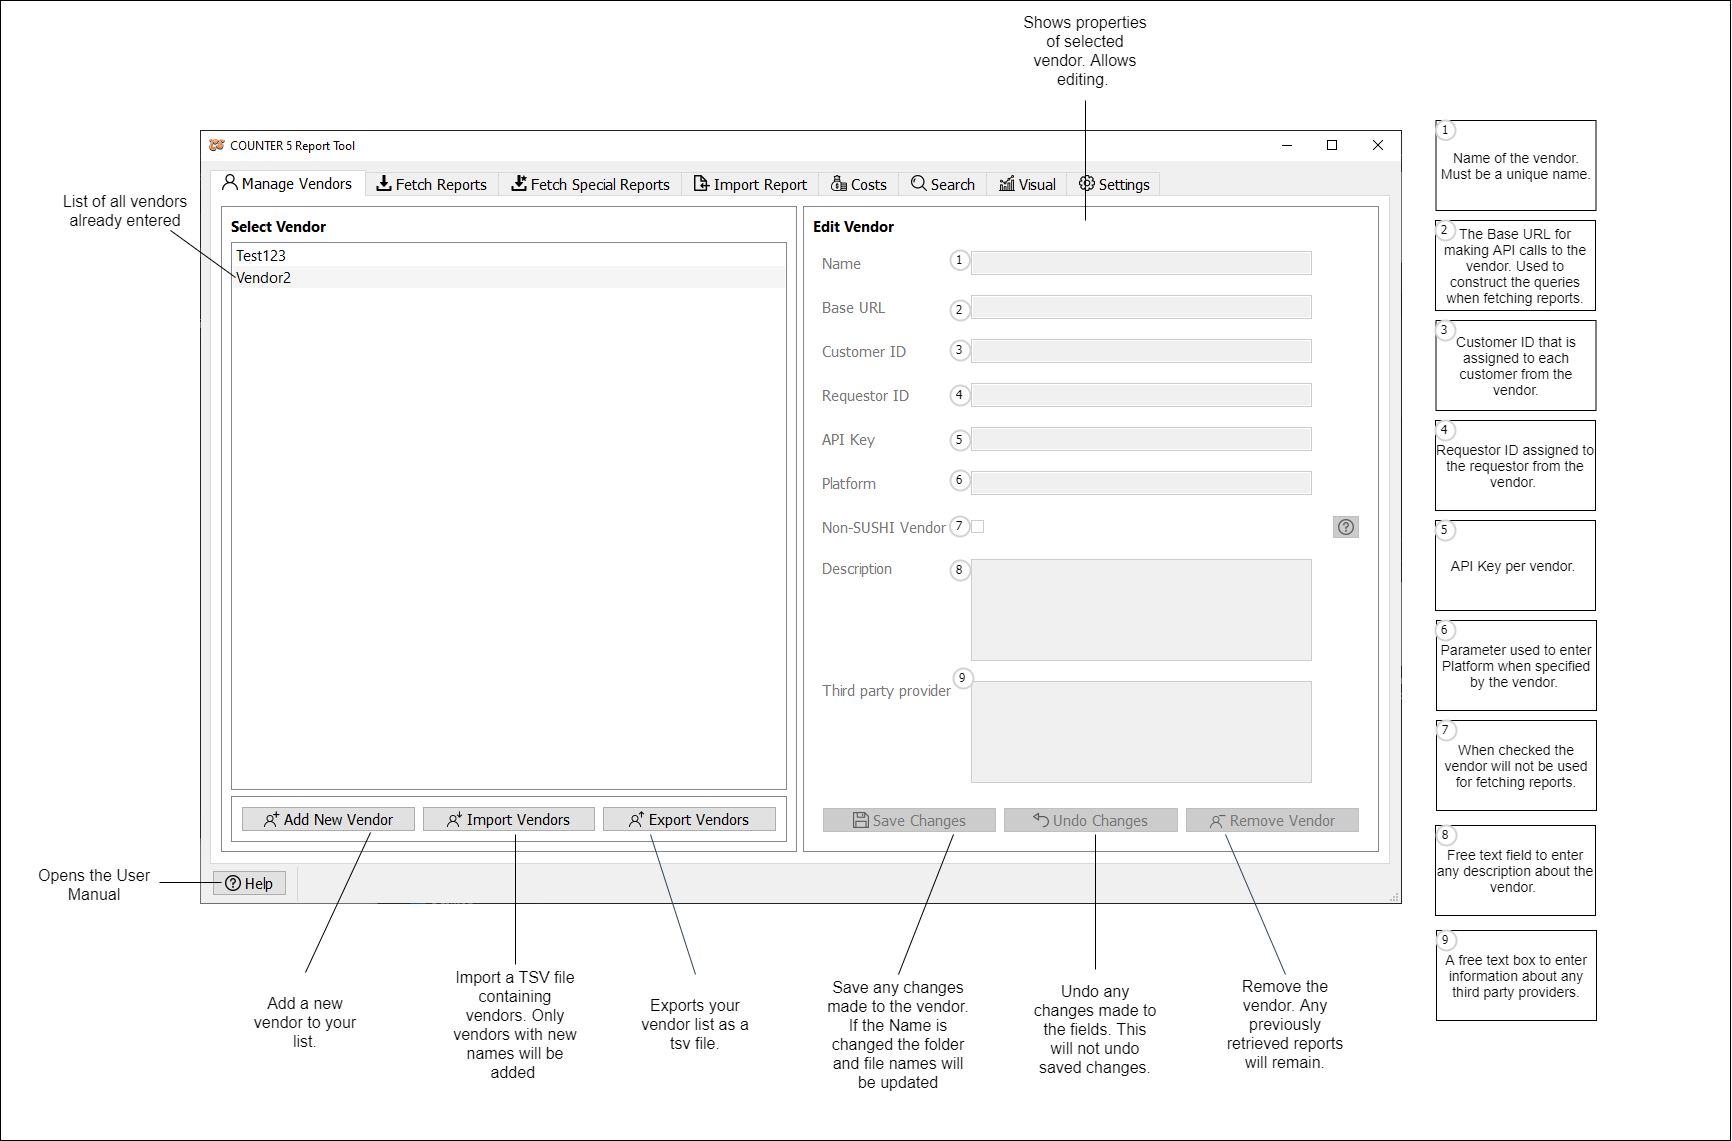 Shows properties
of selected
vendor. Allows
editing.
COUNTER 5 Report Tool
Manage Vendors
Fetch Reports
Fetch Special Reports
Import Report
Costs
Search
Visual
Settings
List of all vendors
already entered
Select Vendor
Test123
Vendor2
Add New Vendor
Import Vendors
Export Vendors
Edit Vendor
Name
1
Base URL
2
Customer ID
3
Requestor ID
4
API Key
5
Platform
6
Non-SUSHI Vendor
7
Description
8
Third party provider
9
Save Changes
Undo Changes
Remove Vendor
Opens the User
Manual
Help
Add a new
vendor to your
list.
Import a TSV file
containing
vendors. Only
vendors with new
names will be
added
Exports your
vendor list as a
tsv file.
Save any changes
made to the vendor.
If the Name is
changed the folder
and file names will
be updated
Undo any
changes made to
the fields. This
will not undo
saved changes.
Remove the
vendor. Any
previously
retrieved reports
will remain.
1
Name of the vendor.
Must be a unique name.
2
The Base URL for
making API calls to the
vendor. Used to
construct the queries
when fetching reports.
3
Customer ID that is
assigned to each
customer from the
vendor.
4
Requestor ID assigned to
the requestor from the
vendor.
5
API Key per vendor.
6
Parameter used to enter
Platform when specified
by the vendor.
7
When checked the
vendor will not be used
for fetching reports.
8
Free text field to enter
any description about the
vendor.
9
A free text box to enter
information about any
third party providers.